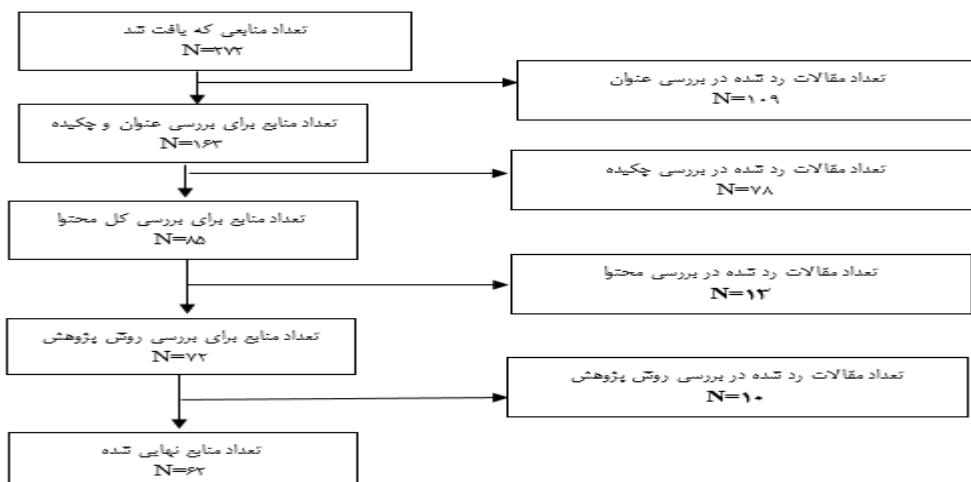 تعداد منابعی که یافت شد
N=۲۷۲
تعداد مقالات رد شده در بررسی عنوان
N=۱۰۹
تعداد منابع برای بررسی عنوان و چکیده
N=۱۶۳
تعداد مقالات رد شده در بررسی چکیده
N=۷۸
تعداد منابع برای بررسی کل محتوا
N=۸۵
تعداد مقالات رد شده در بررسی محتوا
N=۱۳
تعداد منابع برای بررسی روش پژوهش
N=۷۲
تعداد مقالات رد شده در بررسی روش پژوهش
N=۱۰
تعداد منابع نهایی شده
N=۶۲